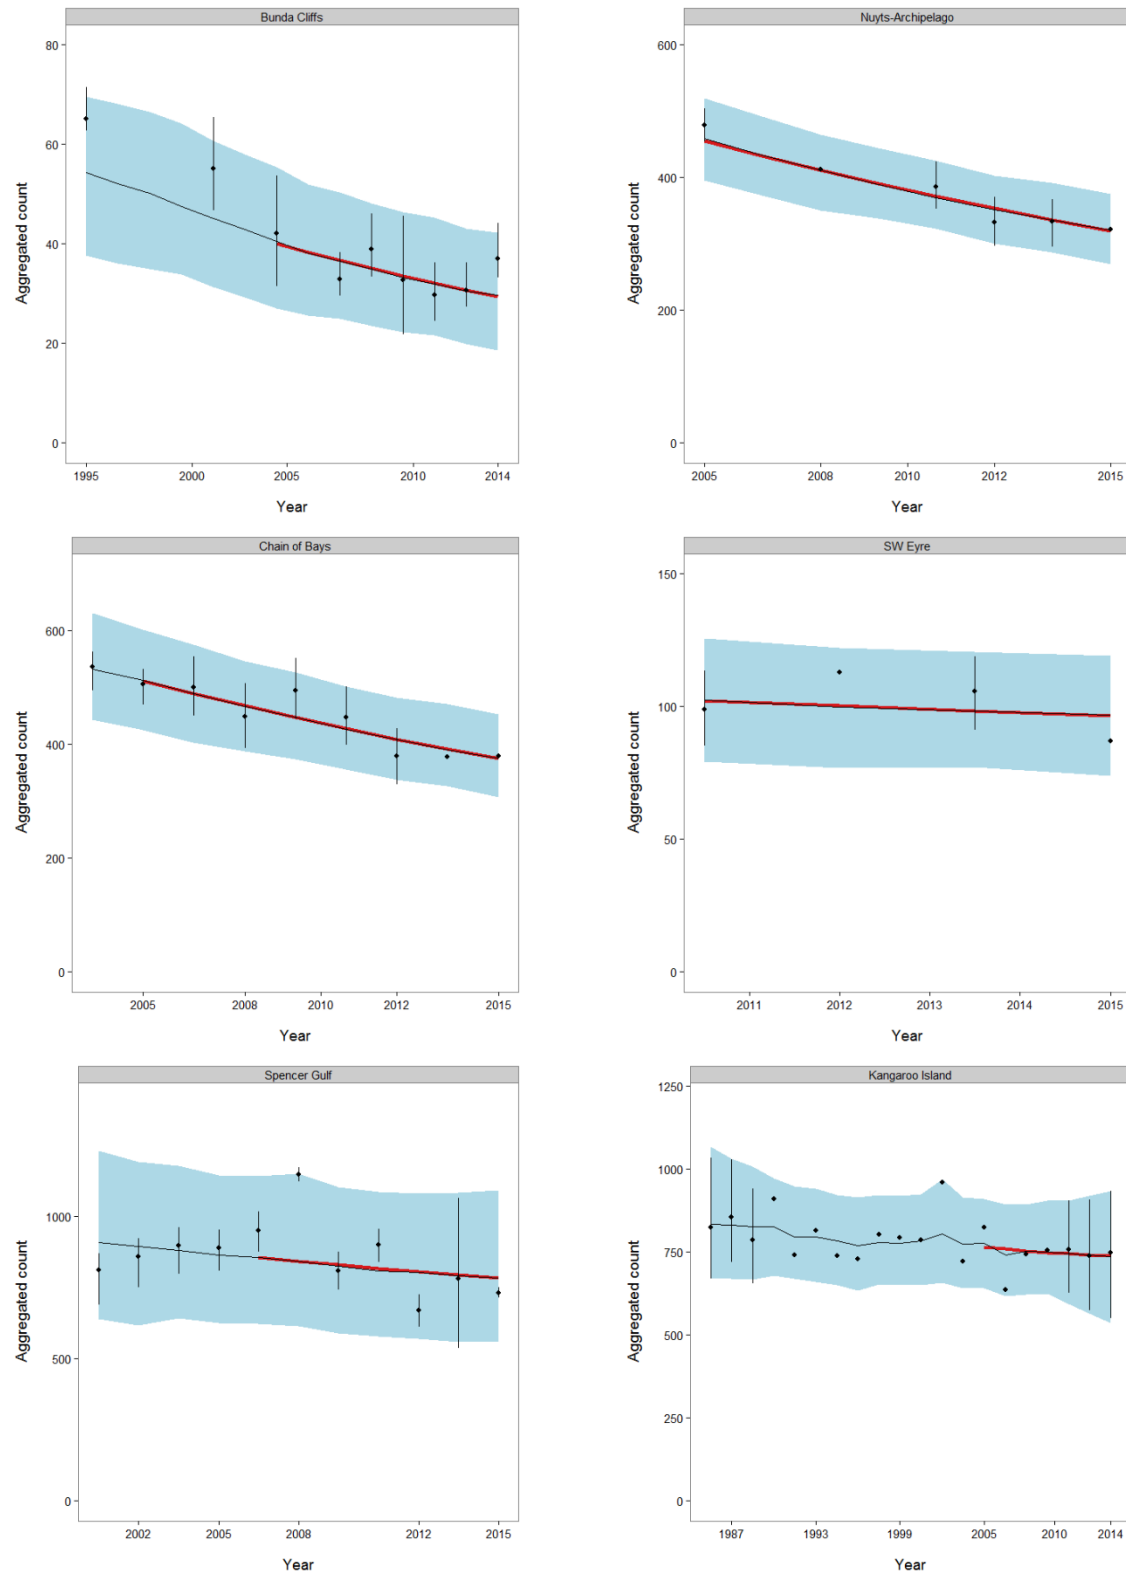 Bunda Cliffs
80
60
40
20
0
Aggregated count
1995 2000 2005 2010 2014
Year
Nuyts-Archipelago
600
400
200
0
Aggregated count
2005 2008 2010 2012 2015
Year
Chain of Bays
600
400
200
0
Aggregated count
2005 2008 2010 2012 2015
Year
SW Eyre
150
100
50
0
Aggregated count
2011 2012 2013 2014 2015
Year
Spencer Gulf
1000
500
0
Aggregated count
2002 2005 2008 2012 2015
Year
Kangaroo Island
1250
1000
750
500
250
0
Aggregated count
1987 1993 1999 2005 2010 2014
Year